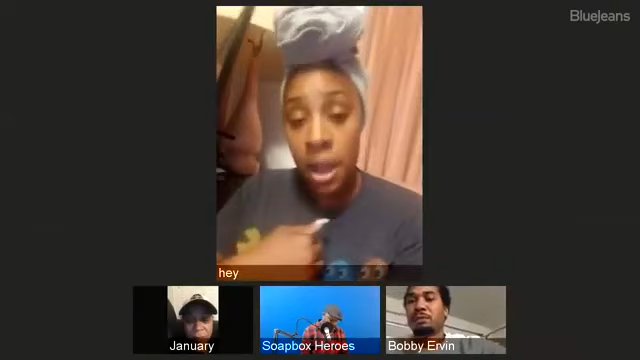 BlueJeans
hey
January
Soapbox Heroes
Bobby Ervin